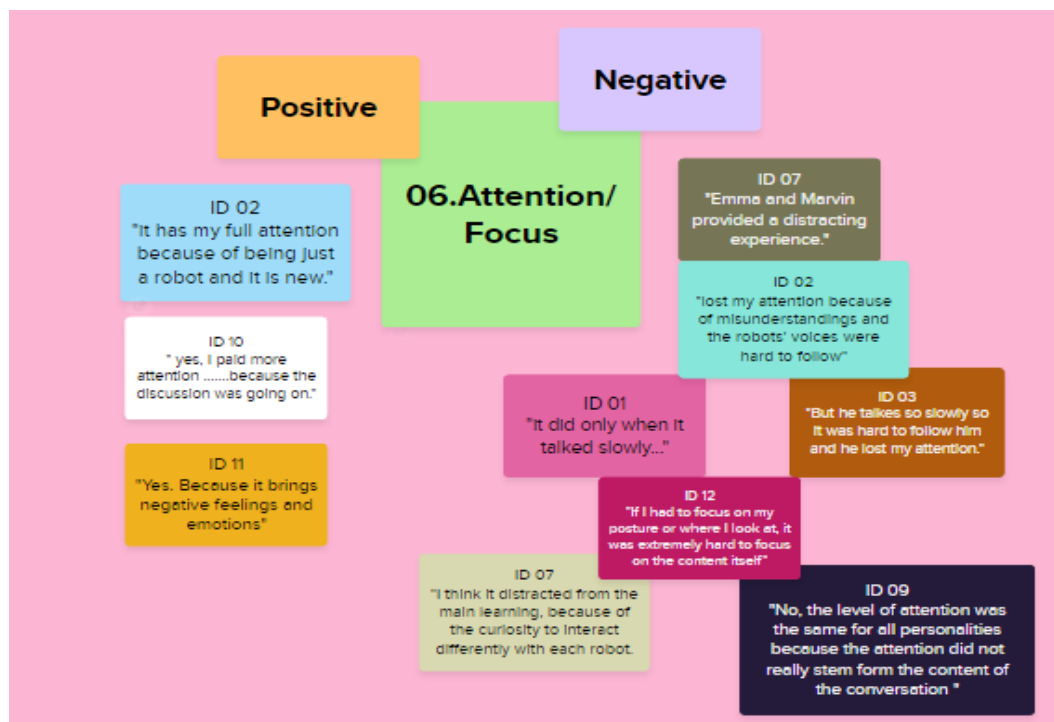 Positive
Negative
06.Attention/
Focus
ID 02
"It has my full attention
because of being just
a robot and it is new."
ID 10
" yes, I paid more
attention .......because the
discussion was going on."
ID 11
"Yes. Because it brings
negative feelings and
emotions"
ID 07
"Emma and Marvin
provided a distracting
experience."
ID 02
"lost my attention because
of misunderstandings and
the robots' voices were
hard to follow"
ID 01
"It did only when it
talked slowly..."
ID 03
"But he talkes so slowly so
it was hard to follow him
and he lost my attention."
ID 12
"If I had to focus on my
posture or where I look at, it
was extremely hard to focus
on the content itself"
ID 07
"I think it distracted from the
main learning, because of
the curiosity to interact
differently with each robot.
ID 09
"No, the level of attention was
the same for all personalities
because the attention did not
really stem form the content of
the conversation "